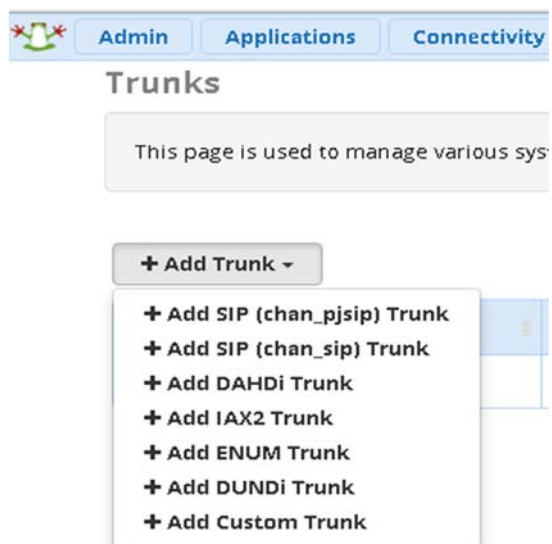 Admin Applications Connectivity
Trunks
This page is used to manage various sys
+ Add Trunk
+ Add SIP (chan_pjsip) Trunk
+ Add SIP (chan_sip) Trunk
+ Add DAHDi Trunk
+ Add IAX2 Trunk
+ Add ENUM Trunk
+ Add DUNDi Trunk
+ Add Custom Trunk